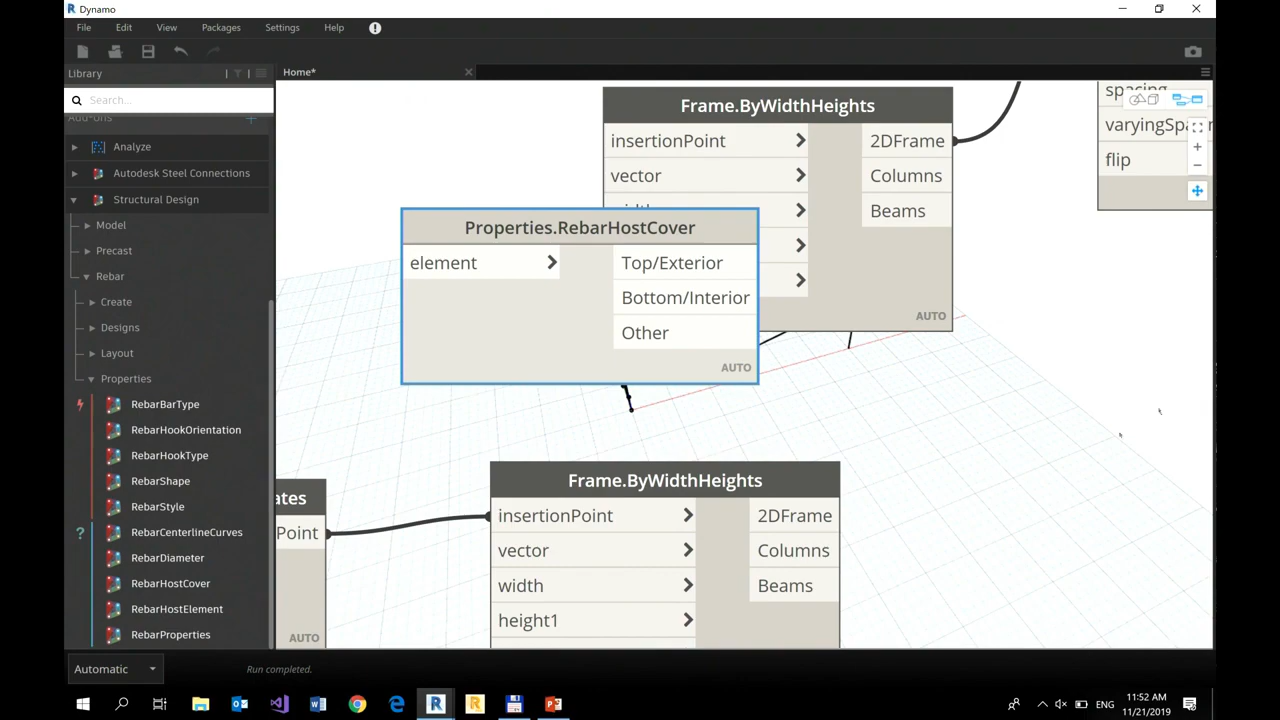 Dynamo
File Edit View Packages Settings Help
Library
Home*
Search...
Add-ons
Analyze
Autodesk Steel Connections
Structural Design
Model
Precast
Rebar
Create
Designs
Layout
Properties
RebarBarType
RebarHookOrientation
RebarHookType
RebarShape
RebarStyle
RebarCenterlineCurves
RebarDiameter
RebarHostCover
RebarHostElement
RebarProperties
Frame.ByWidthHeights
insertionPoint 2DFrame
vector Columns
Beams
AUTO
Properties.RebarHostCover
element Top/Exterior
Bottom/Interior
Other
AUTO
spacing
flip
Point
AUTO
Frame.ByWidthHeights
insertionPoint 2DFrame
vector Columns
width Beams
height1
Automatic
Run completed.
ENG
11:52 AM
11/21/2019